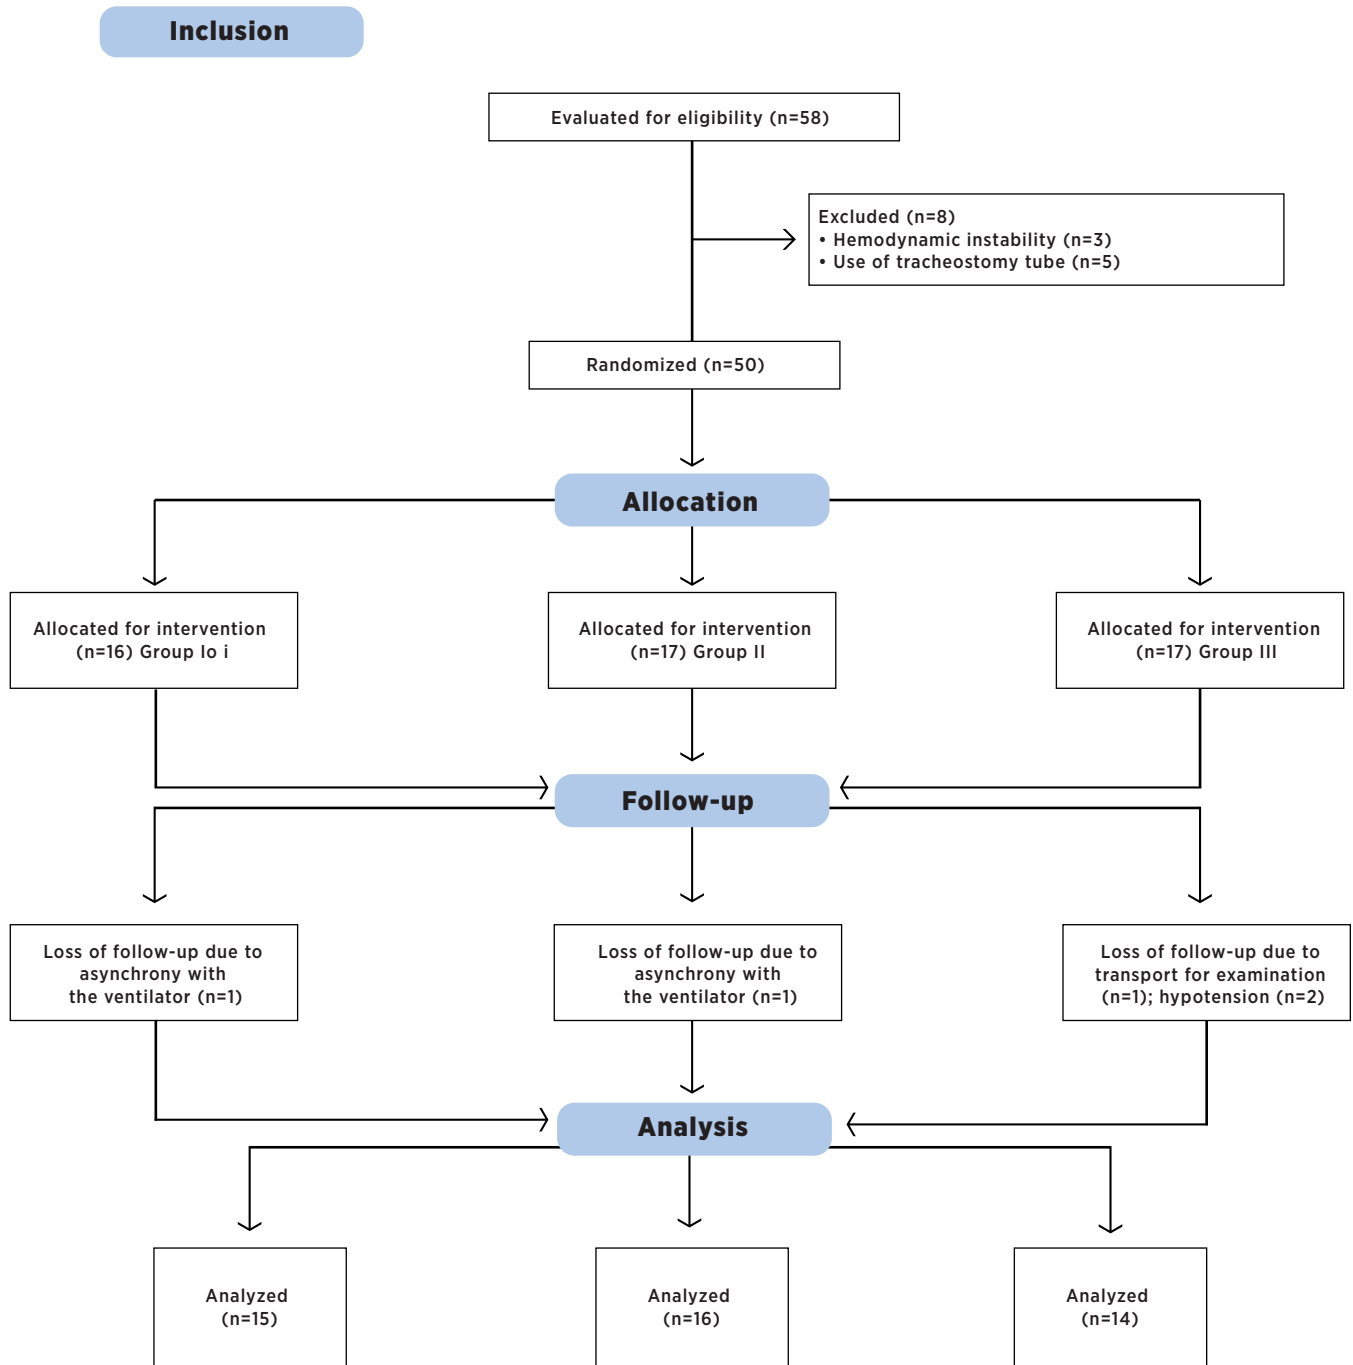 Inclusion
Evaluated for eligibility (n=58)
Excluded (n=8)
• Hemodynamic instability (n=3)
• Use of tracheostomy tube (n=5)
Randomized (n=50)
Allocation
Allocated for intervention
(n=16) Group Io i
Allocated for intervention
(n=17) Group II
Allocated for intervention
(n=17) Group III
Follow-up
Loss of follow-up due to
asynchrony with
the ventilator (n=1)
Loss of follow-up due to
asynchrony with
the ventilator (n=1)
Loss of follow-up due to
transport for examination
(n=1); hypotension (n=2)
Analysis
Analyzed
(n=15)
Analyzed
(n=16)
Analyzed
(n=14)